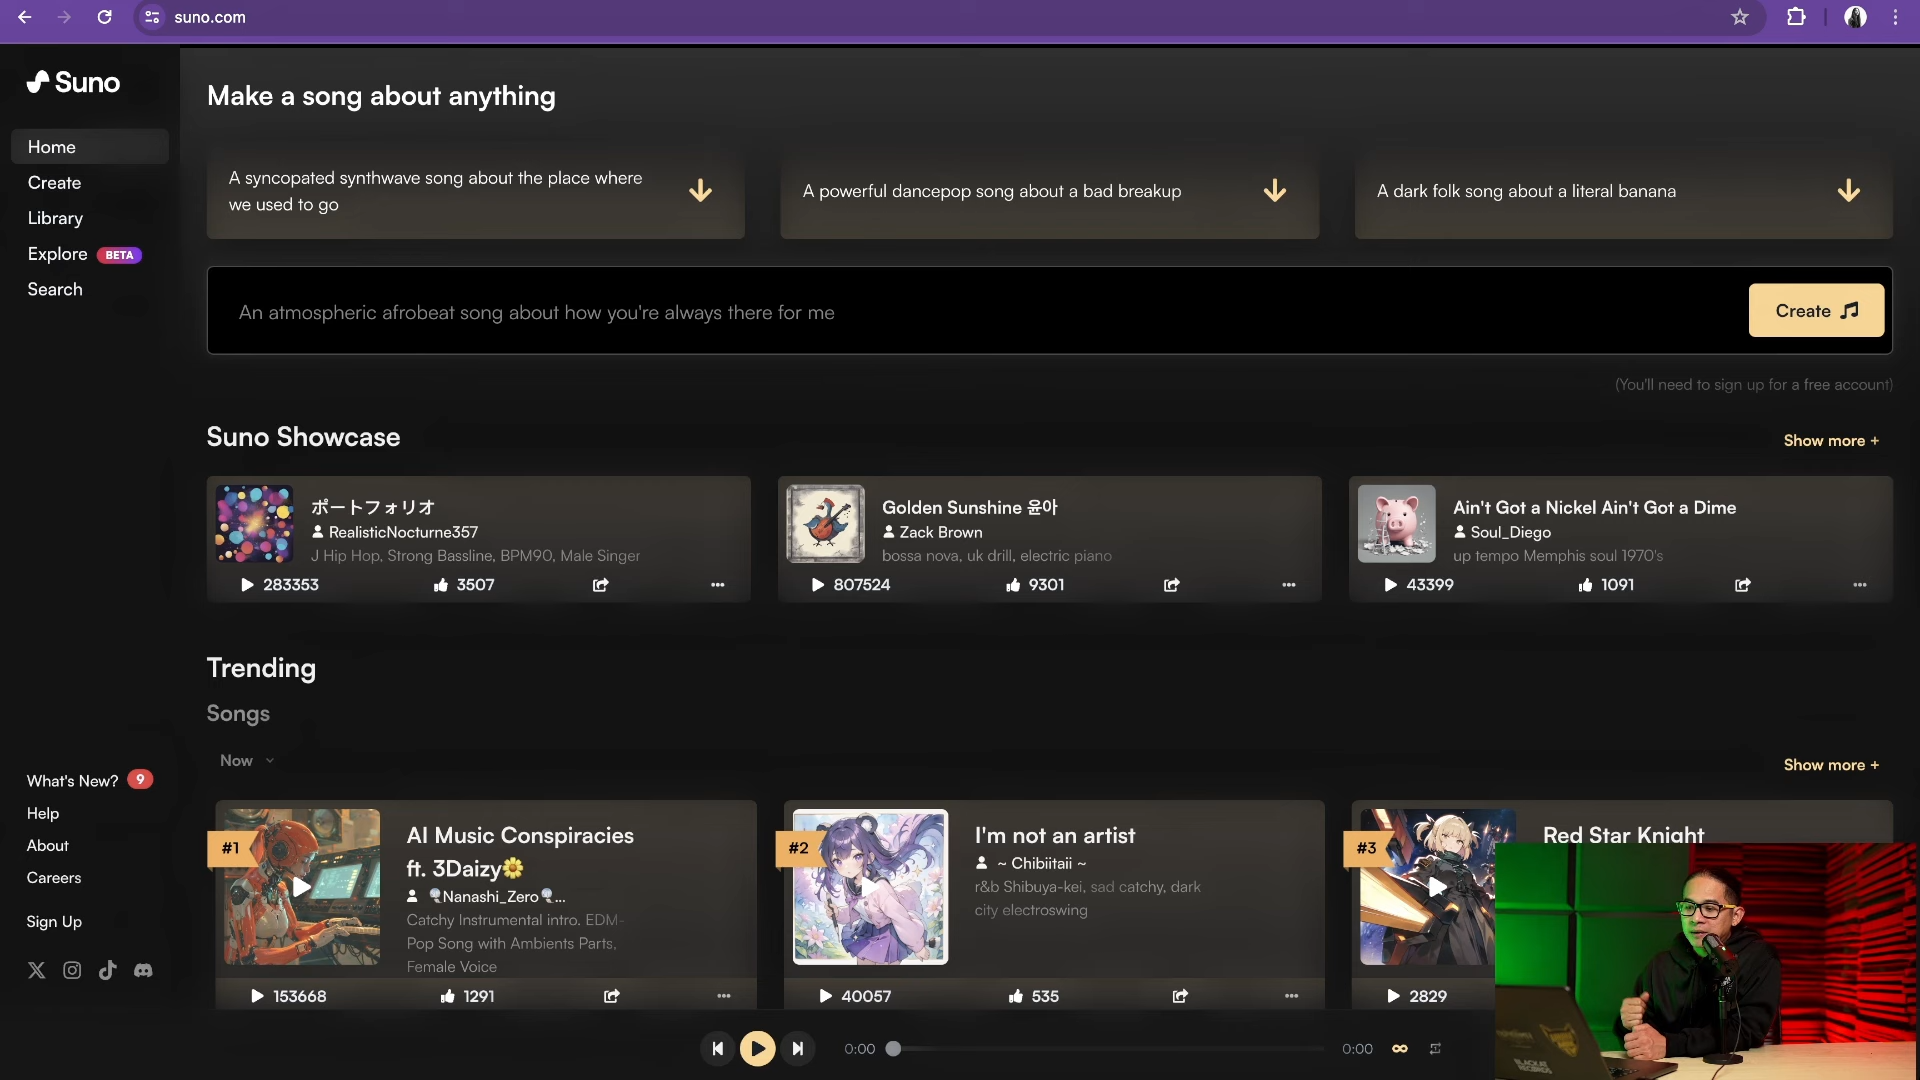 suno.com
Suno
Home
Create
Library
Explore BETA
Search
What's New? 9
Help
About
Careers
Sign Up
Make a song about anything
A syncopated synthwave song about the place where
we used to go
A powerful dancepop song about a bad breakup
A dark folk song about a literal banana
An atmospheric afrobeat song about how you're always there for me
Create
(You'll need to sign up for a free account)
Suno Showcase
Show more +
ポートフォリオ
RealisticNocturne357
J Hip Hop, Strong Bassline, BPM90, Male Singer
283353 3507
Golden Sunshine 윤아
Zack Brown
bossa nova, uk drill, electric piano
807524 9301
Ain't Got a Nickel Ain't Got a Dime
Soul_Diego
up tempo Memphis soul 1970's
43399 1091
Trending
Songs
Now
Show more +
#1
AI Music Conspiracies
ft. 3Daizy🌼
Nanashi_Zero...
Catchy Instrumental intro. EDM-
Pop Song with Ambients Parts,
Female Voice
153668 1291
#2
I'm not an artist
~ Chibiitaii ~
r&b Shibuya-kei, sad catchy, dark
city electroswing
40057 535
#3
Red Star Knight
2829
0:00 0:00